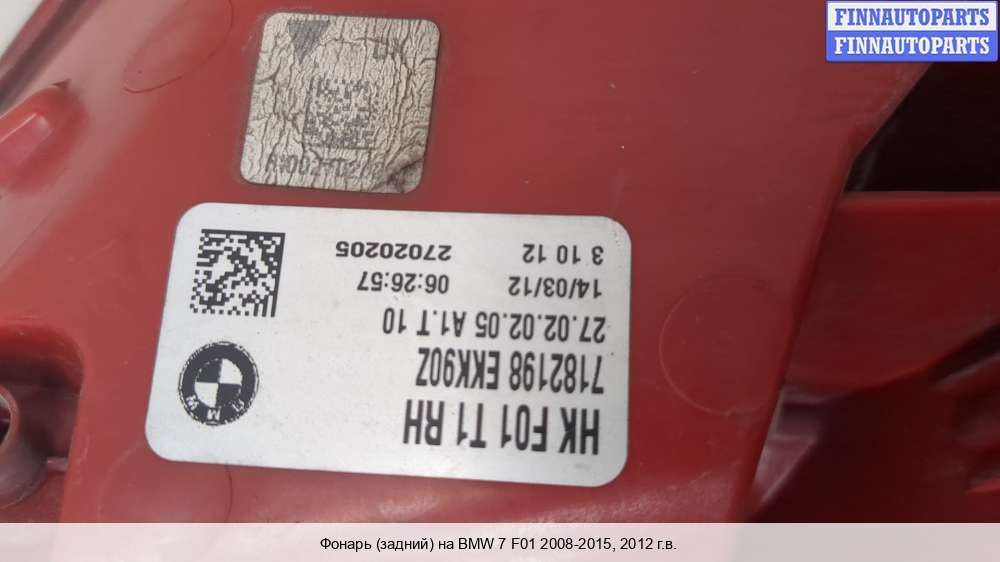 FINNAUTOPARTS
FINNAUTOPARTS
HK F01 T1 RH
7182198 EKK90Z
27.02.02.05 A1.T 10
14/03/12 06:26:57
3 10 12 27020205
BMW
Фонарь (задний) на BMW 7 F01 2008-2015, 2012 г.в.